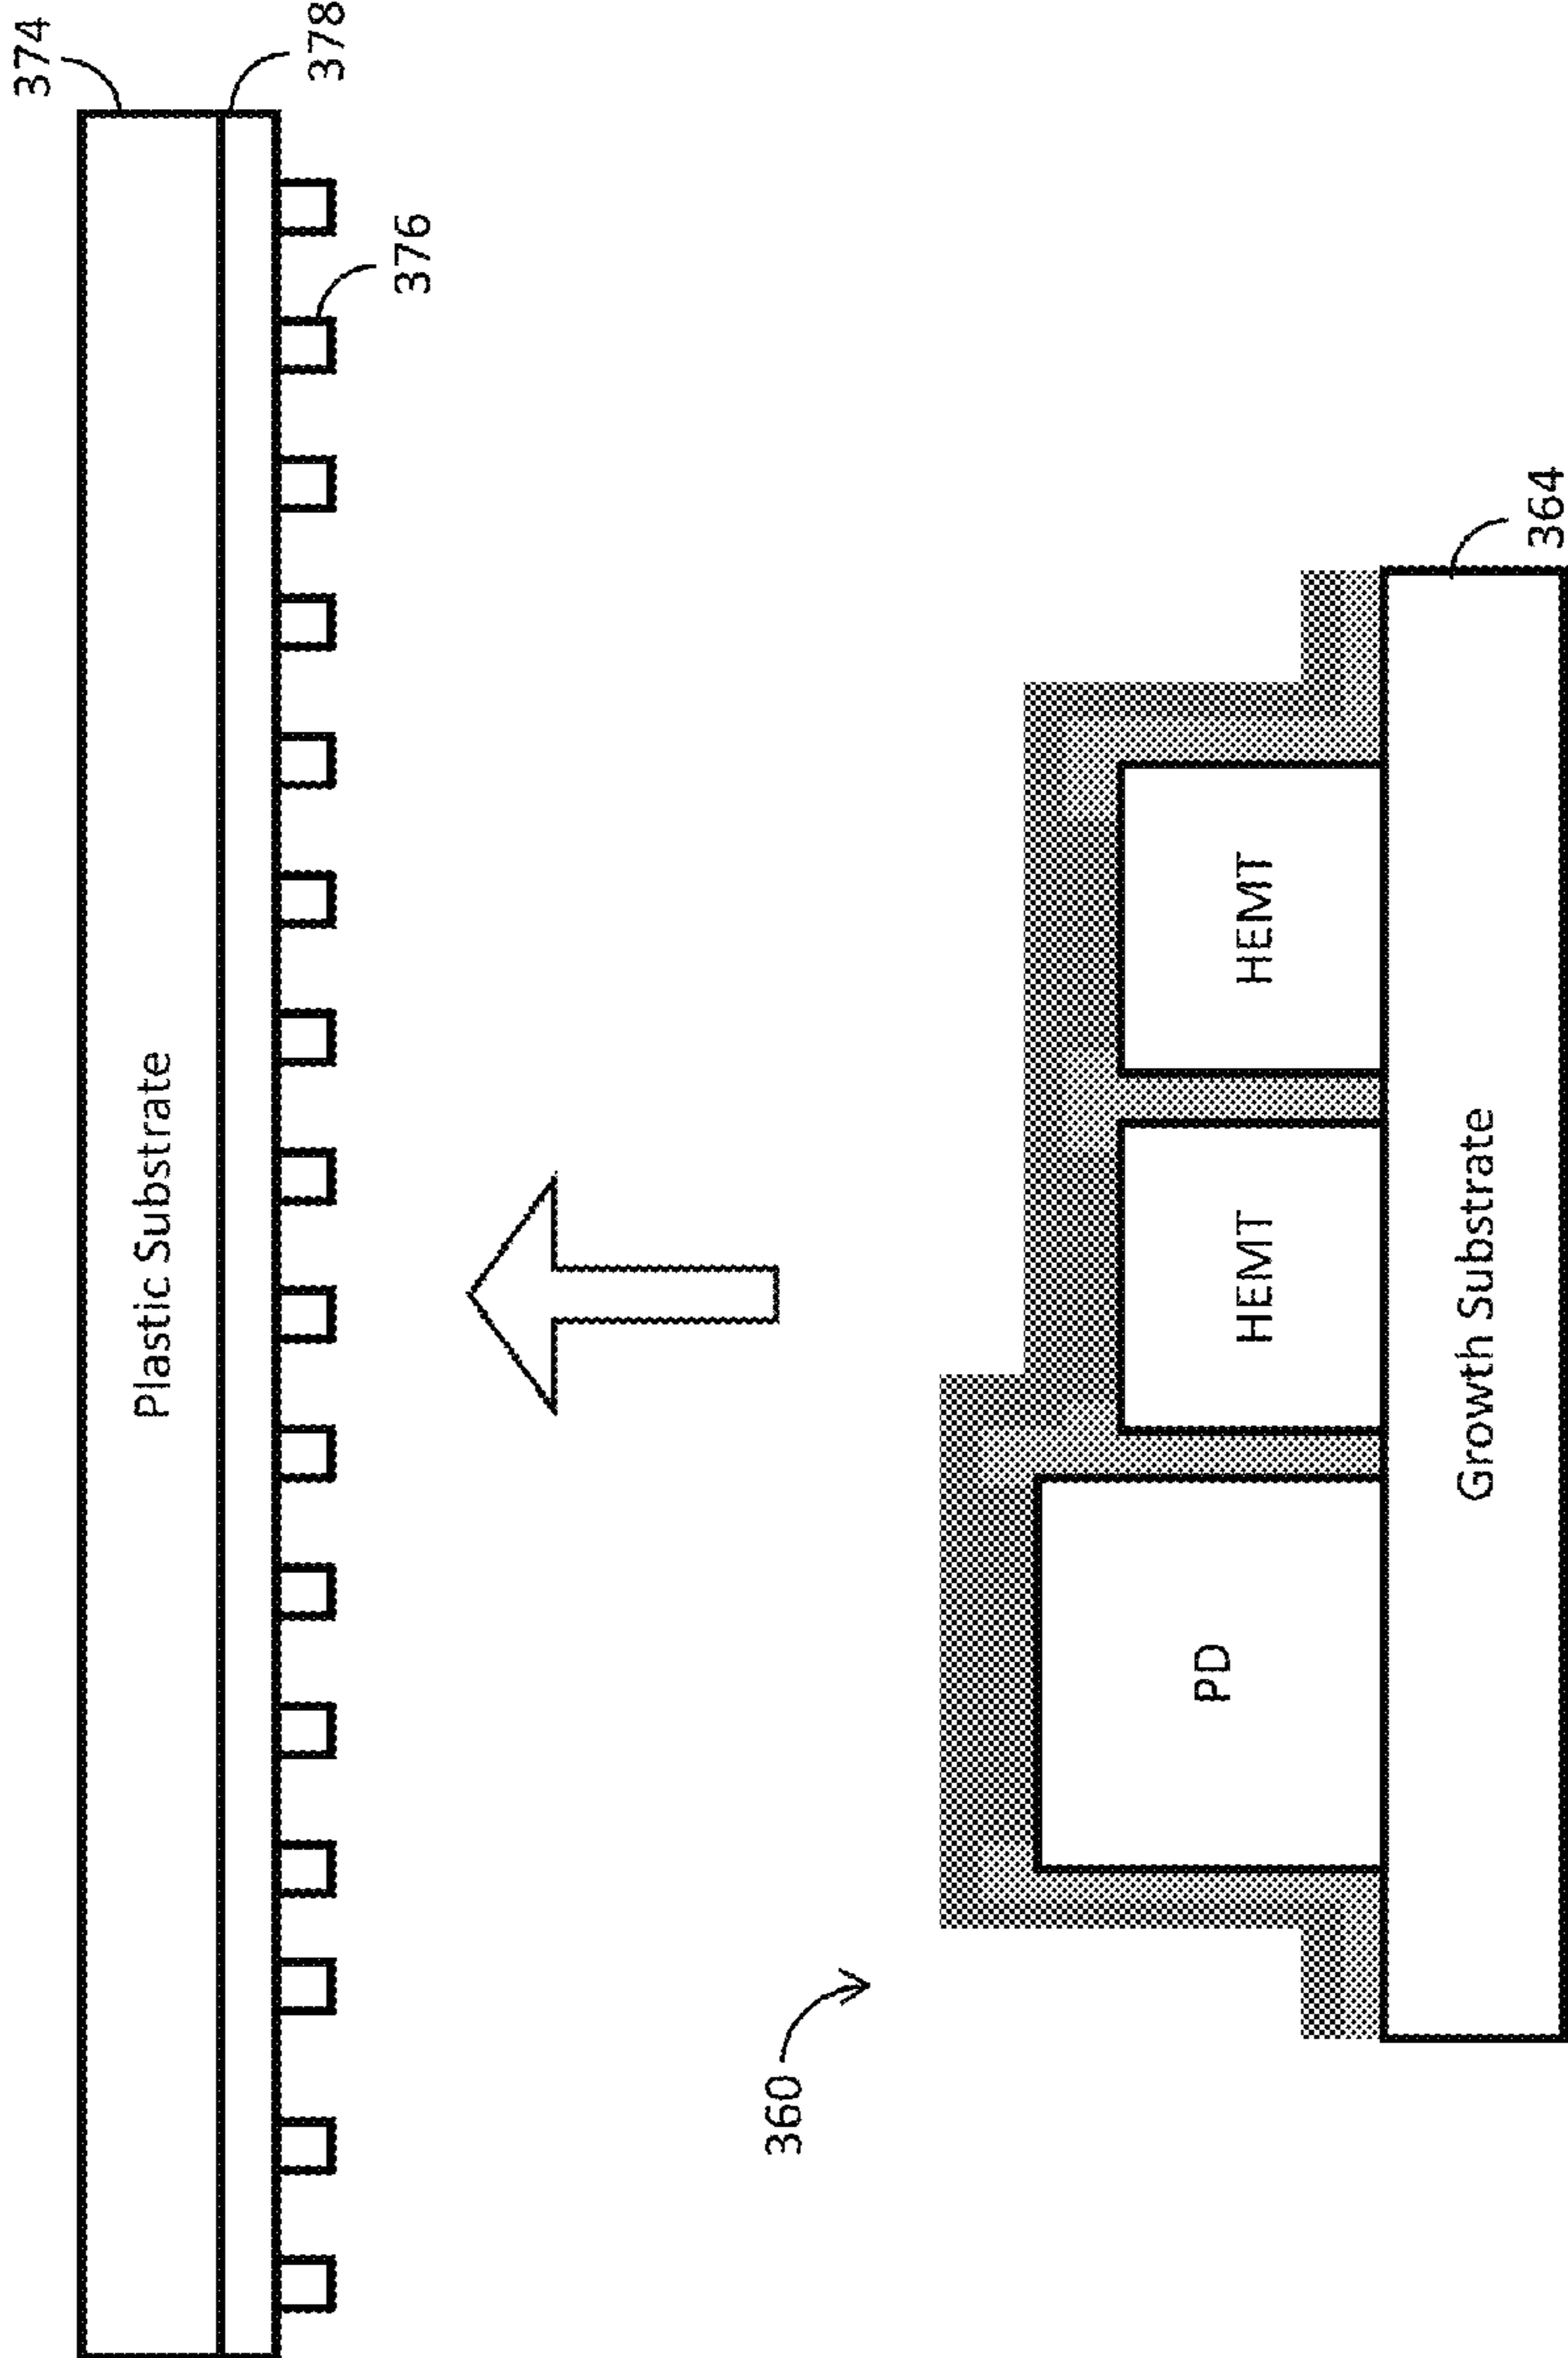 374
Plastic Substrate
378
376
360
PD
HEMT
HEMT
Growth Substrate
364